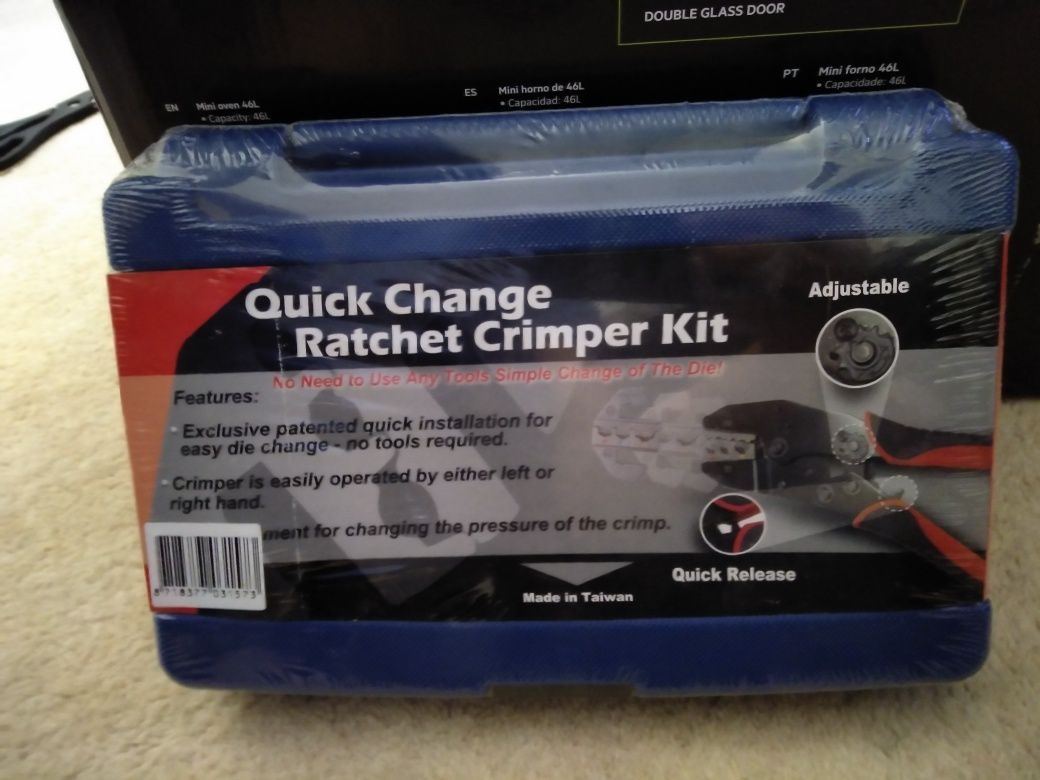 DOUBLE GLASS DOOR
EN Mini oven 46L
• Capacity: 46L
ES Mini horno de 46L
• Capacidad: 46L
PT Mini forno 46L
• Capacidade: 46L
Quick Change
Ratchet Crimper Kit
No Need to Use Any Tools Simple Change of The Die!
Adjustable
Features:
Exclusive patented quick installation for
easy die change - no tools required.
Crimper is easily operated by either left or
right hand.
ment for changing the pressure of the crimp.
Quick Release
Made in Taiwan
8 718377 031573